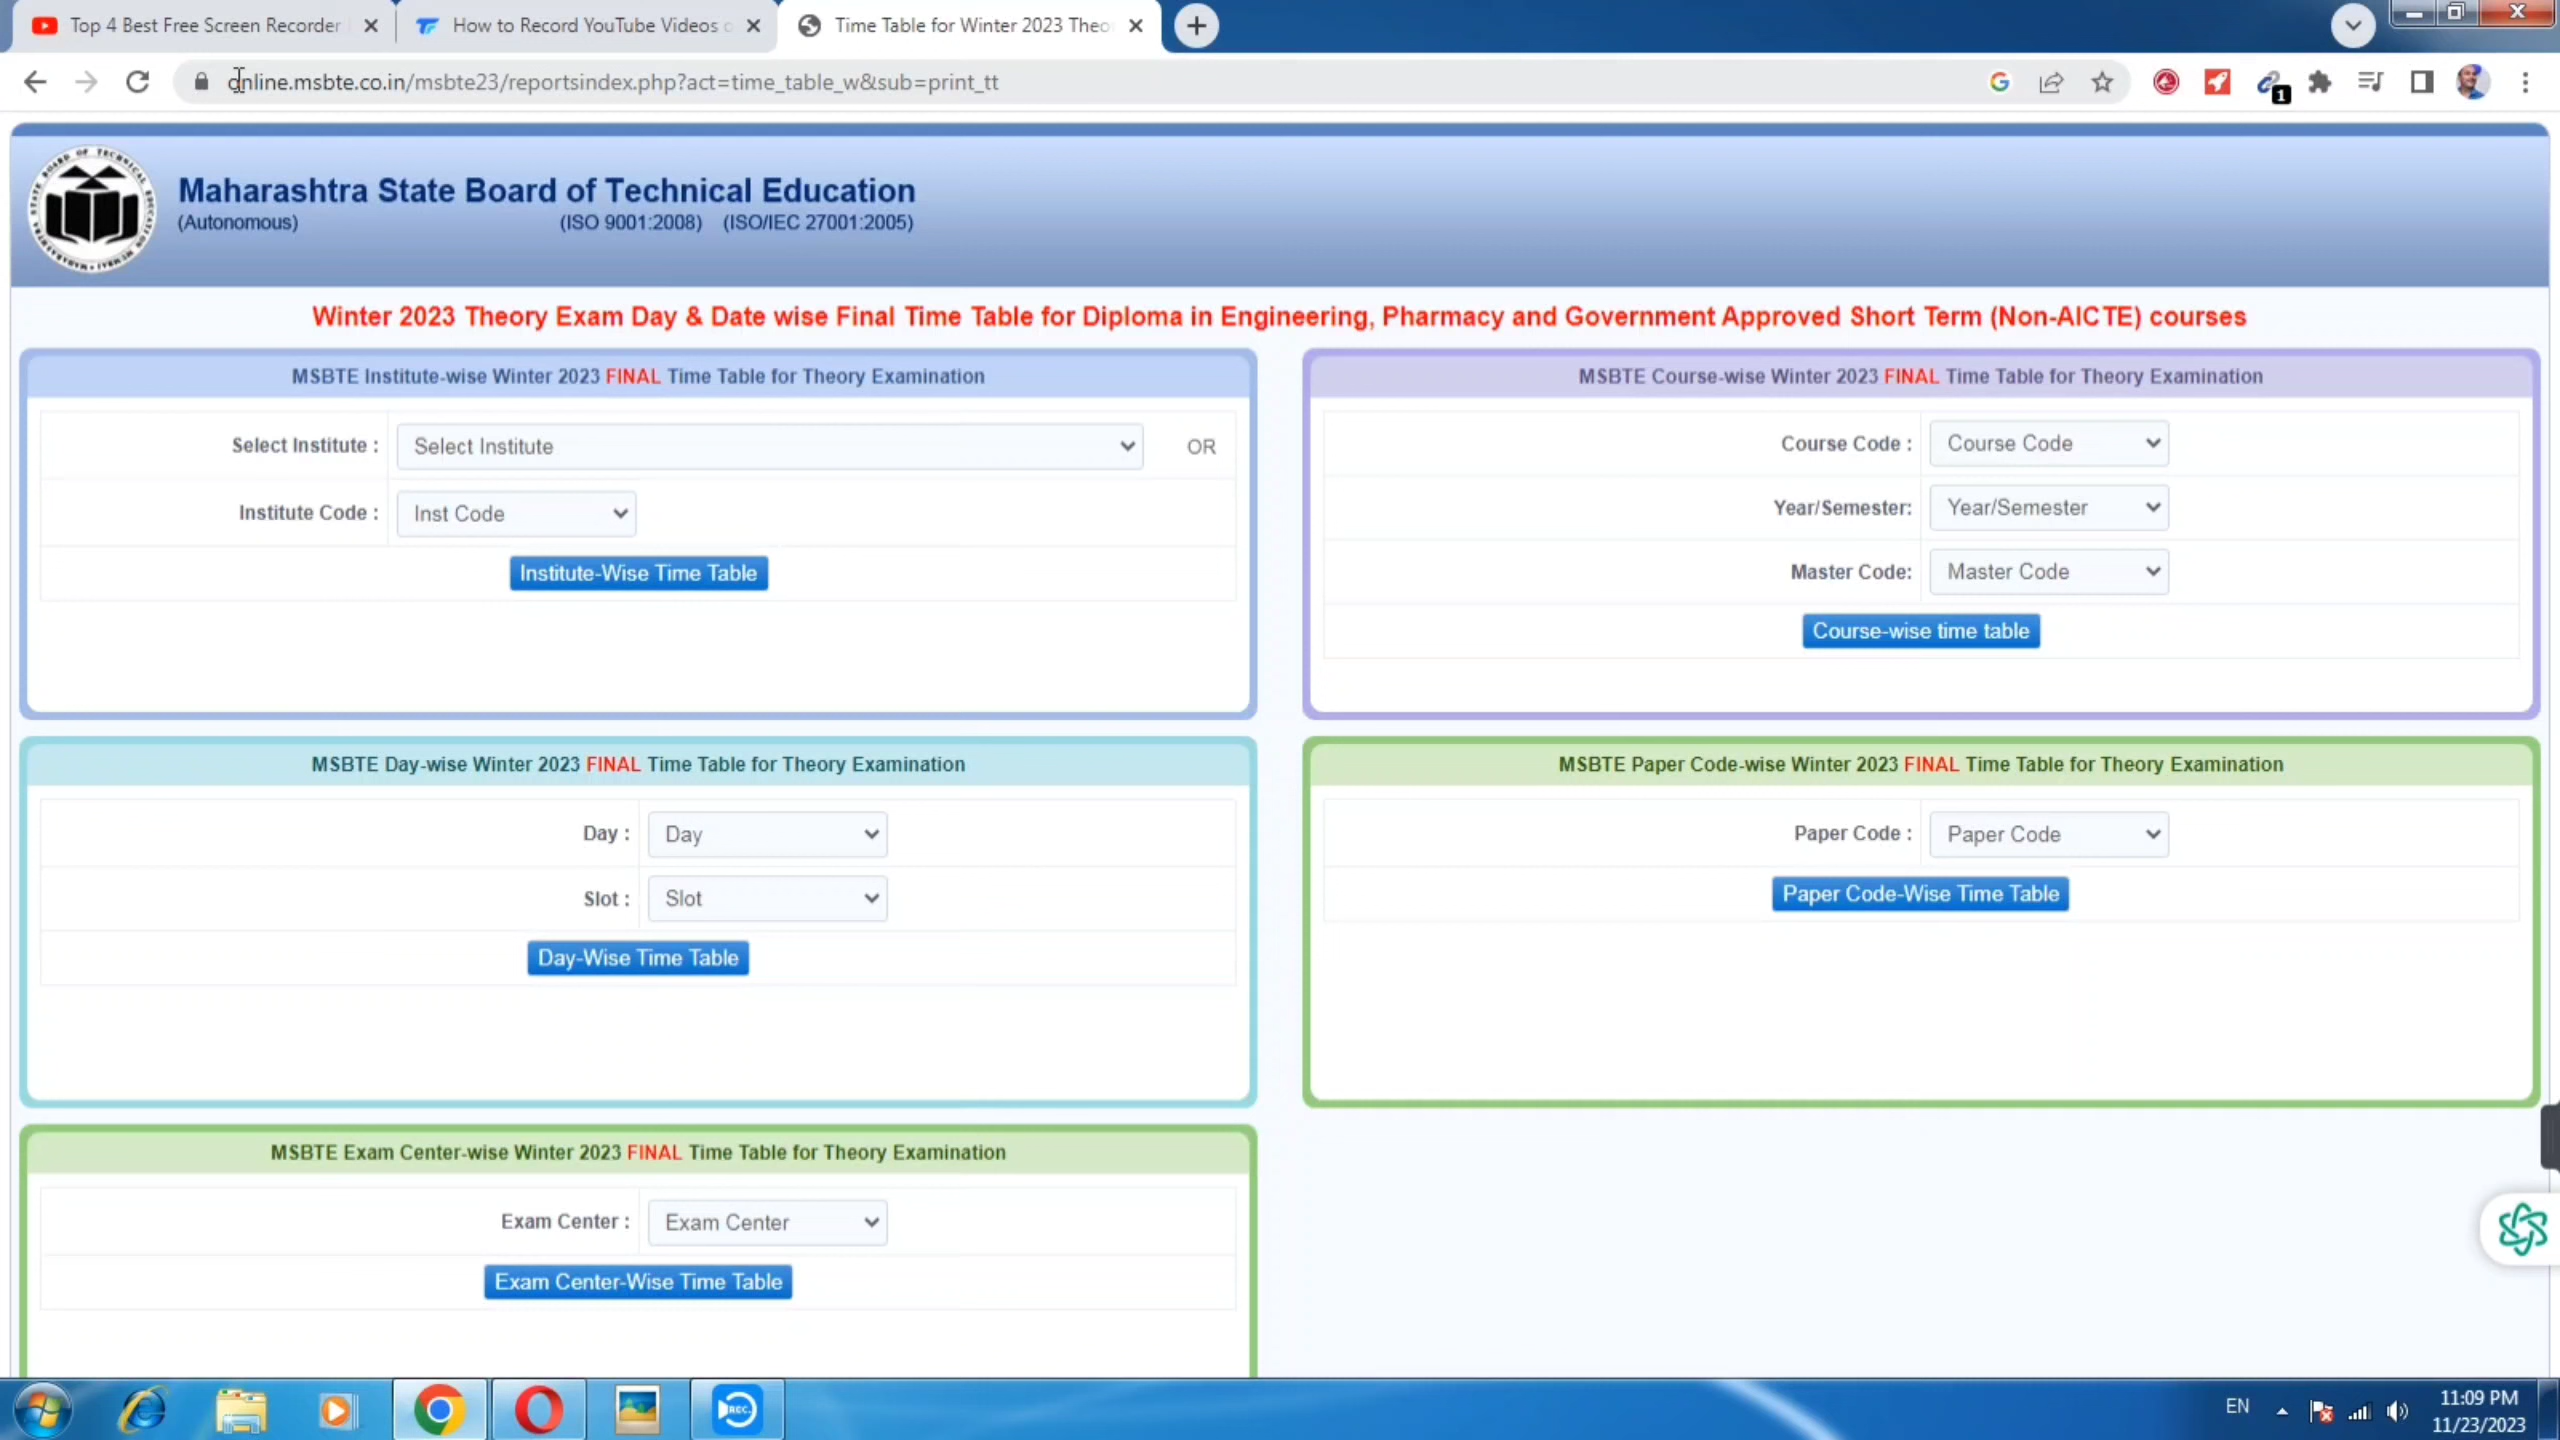 Top 4 Best Free Screen Recorder
How to Record YouTube Videos o
Time Table for Winter 2023 Theo
online.msbte.co.in/msbte23/reportsindex.php?act=time_table_w&sub=print_tt
1
Maharashtra State Board of Technical Education
(Autonomous) (ISO 9001:2008) (ISO/IEC 27001:2005)
Winter 2023 Theory Exam Day & Date wise Final Time Table for Diploma in Engineering, Pharmacy and Government Approved Short Term (Non-AICTE) courses
MSBTE Institute-wise Winter 2023 FINAL Time Table for Theory Examination
Select Institute : Select Institute OR
Institute Code : Inst Code
Institute-Wise Time Table
MSBTE Course-wise Winter 2023 FINAL Time Table for Theory Examination
Course Code : Course Code
Year/Semester: Year/Semester
Master Code: Master Code
Course-wise time table
MSBTE Day-wise Winter 2023 FINAL Time Table for Theory Examination
Day : Day
Slot : Slot
Day-Wise Time Table
MSBTE Paper Code-wise Winter 2023 FINAL Time Table for Theory Examination
Paper Code : Paper Code
Paper Code-Wise Time Table
MSBTE Exam Center-wise Winter 2023 FINAL Time Table for Theory Examination
Exam Center : Exam Center
Exam Center-Wise Time Table
REC
EN
11:09 PM
11/23/2023